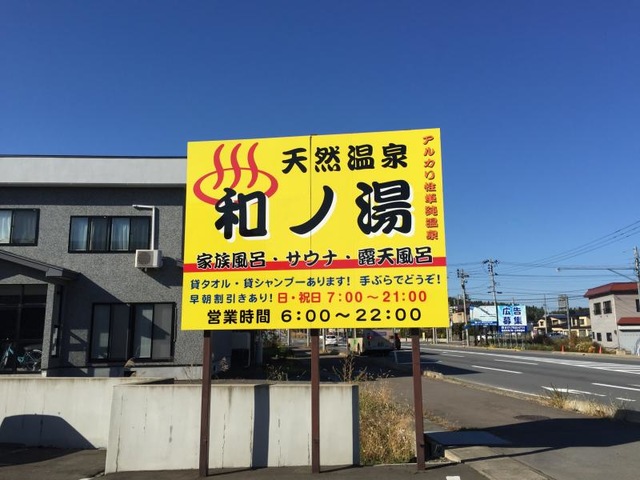 天然温泉
和ノ湯
アルカリ性単純温泉
家族風呂・サウナ・露天風呂
貸タオル・貸シャンプーあります! 手ぶらでどうぞ!
早朝割引きあり! 日・祝日 7:00〜21:00
営業時間 6:00〜22:00
広告
募集